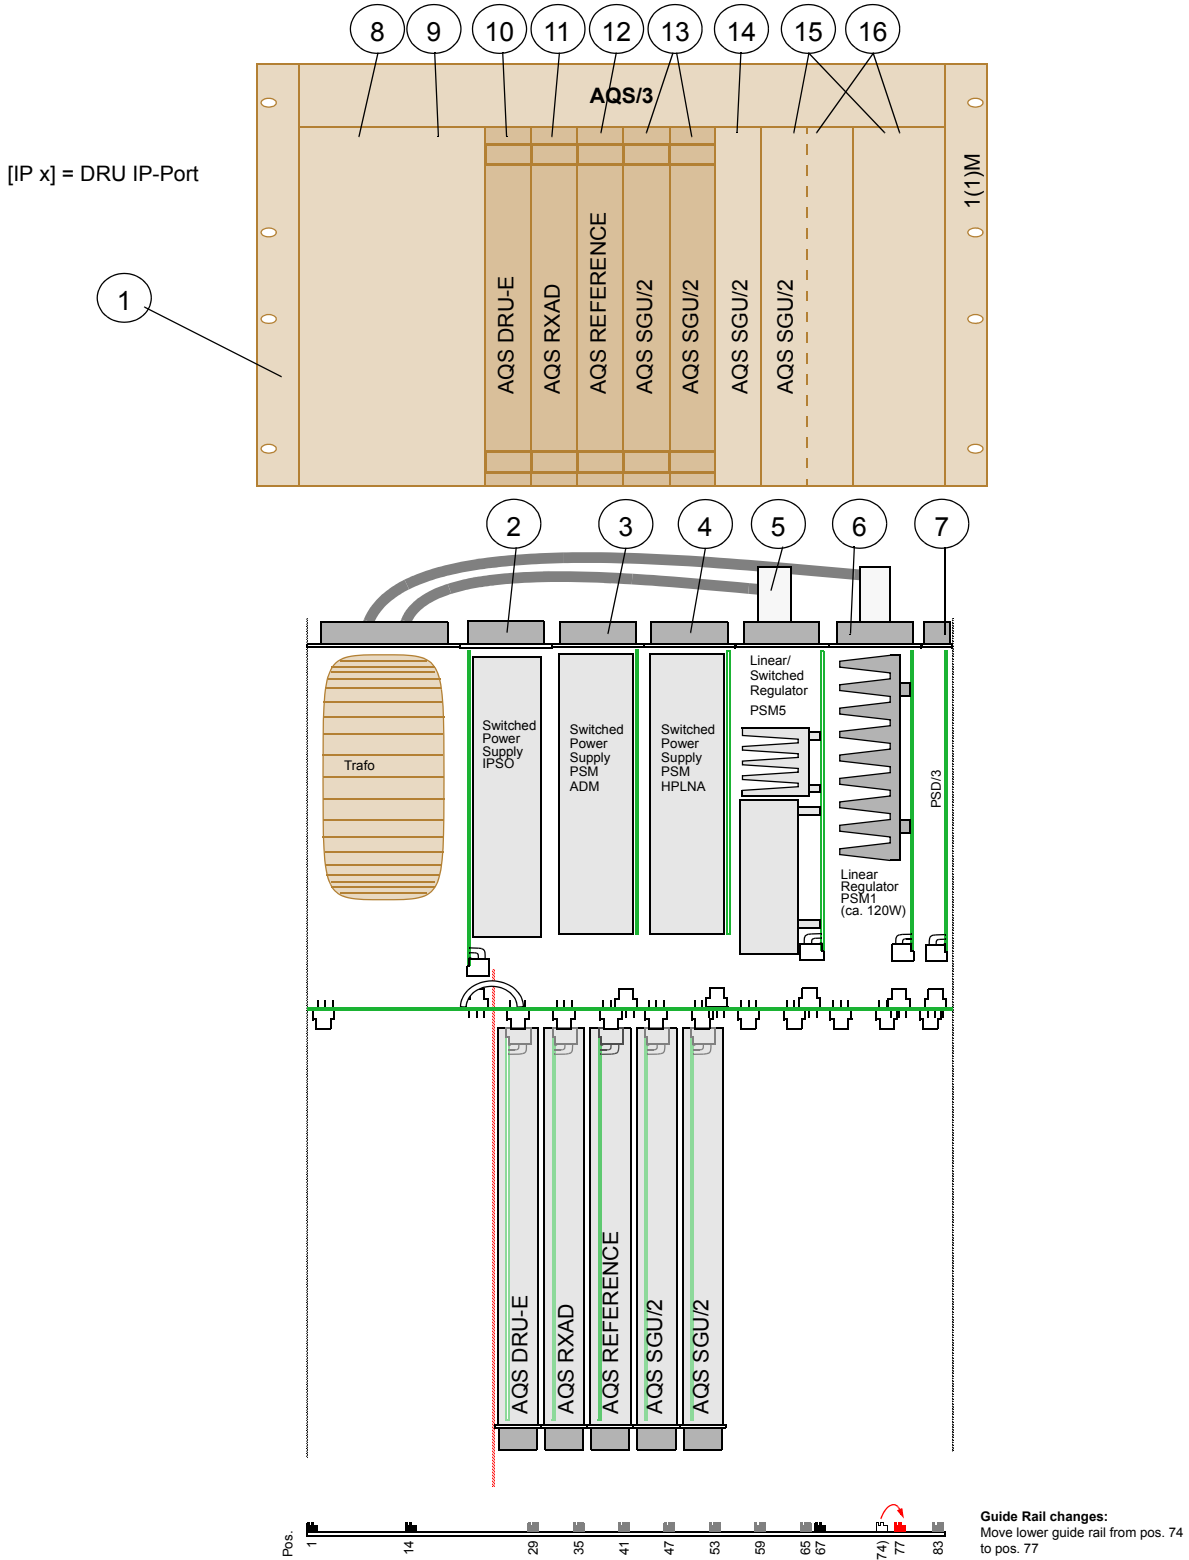 8 9 10 11 12 13 14 15 16
AQS/3
[IP x] = DRU IP-Port
1(1)M
1
AQS DRU-E
AQS RXAD
AQS REFERENCE
AQS SGU/2
AQS SGU/2
AQS SGU/2
AQS SGU/2
2 3 4 5 6 7
Trafo
Switched
Power
Supply
IPSO
Switched
Power
Supply
PSM
ADM
Switched
Power
Supply
PSM
HPLNA
Linear/
Switched
Regulator
PSM5
Linear
Regulator
PSM1
(ca. 120W)
PSD/3
AQS DRU-E
AQS RXAD
AQS REFERENCE
AQS SGU/2
AQS SGU/2
Pos. 1 14 29 35 41 47 53 59 65 67 74) 77 83
Guide Rail changes:
Move lower guide rail from pos. 74
to pos. 77